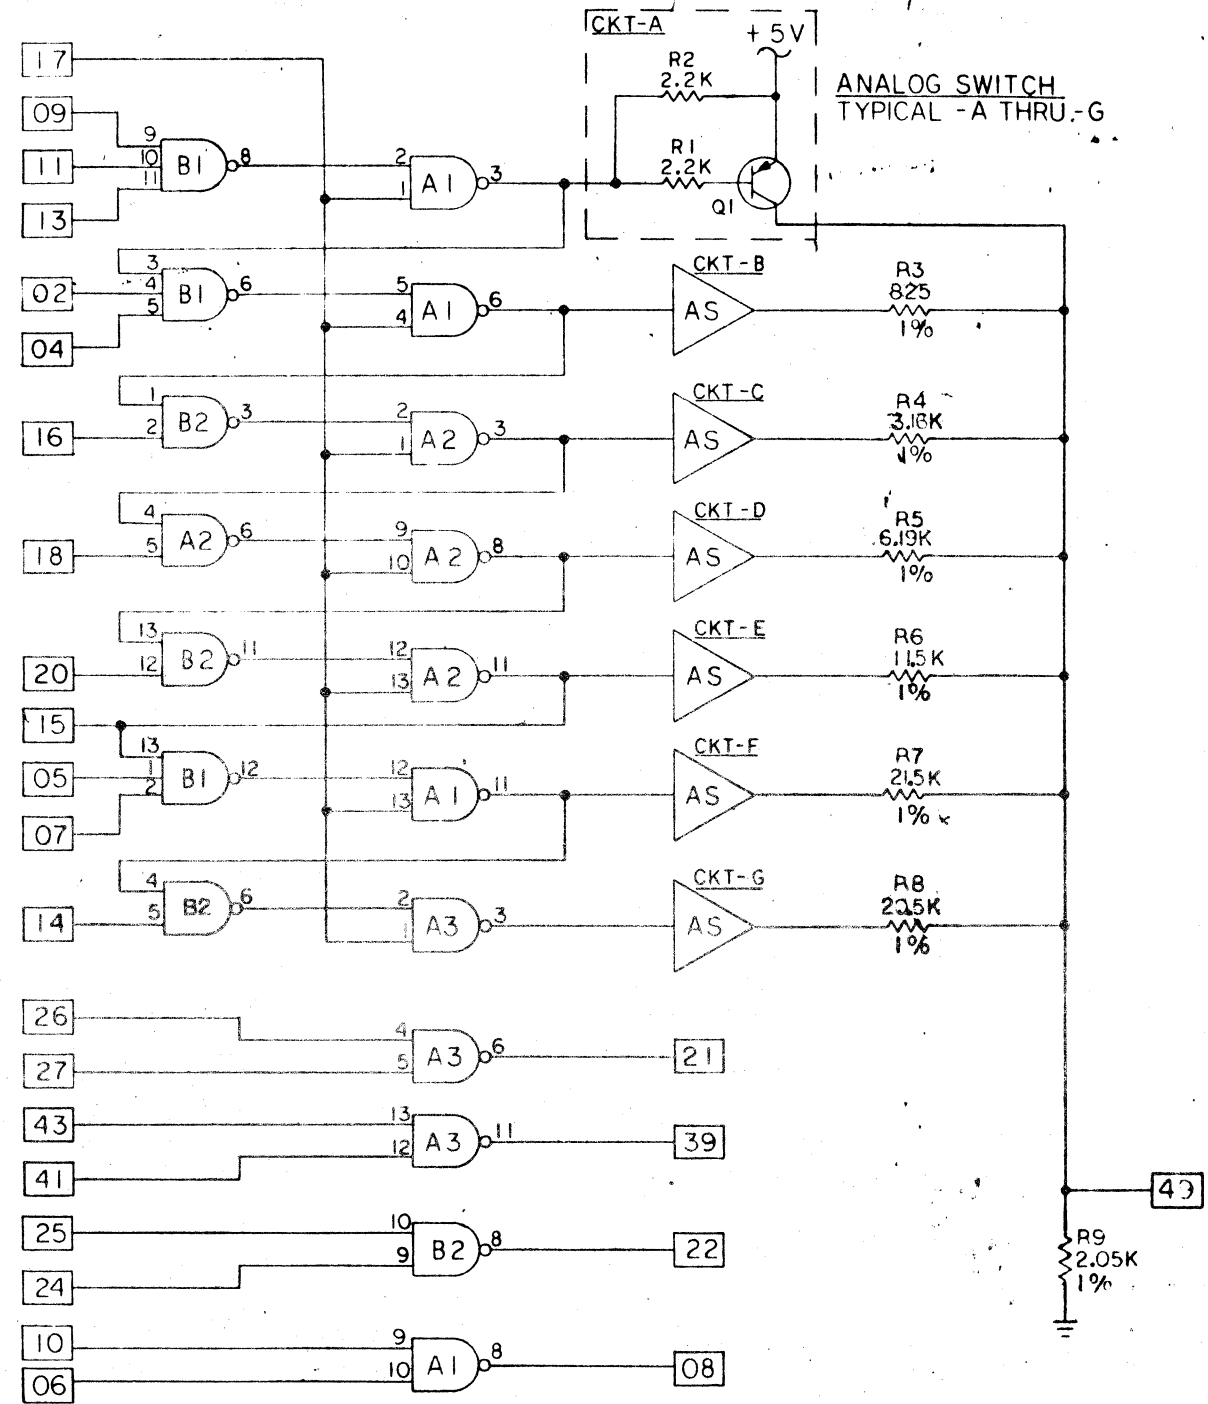 CKT-A
+ 5V
17
R2
2.2K
ANALOG SWITCH
TYPICAL -A THRU.-G
09
9
10
11
B1
8
2
1
A1
3
R1
2.2K
Q1
11
13
CKT-B
3
4
5
B1
6
5
4
A1
6
AS
R3
825
1%
02
04
CKT-C
1
2
B2
3
2
1
A2
3
AS
R4
3.16K
1%
16
CKT-D
4
5
A2
6
9
10
A2
8
AS
R5
6.19K
1%
18
CKT-E
13
12
B2
11
12
13
A2
11
AS
R6
11.5K
1%
20
15
CKT-F
13
1
2
B1
12
12
13
A1
11
AS
R7
21.5K
1%
05
07
CKT-G
4
5
B2
6
2
1
A3
3
AS
R8
1%
14
26
4
5
A3
6
21
27
43
13
12
A3
11
39
41
25
10
9
B2
8
22
24
R9
2.05K
1%
10
9
10
A1
8
08
06